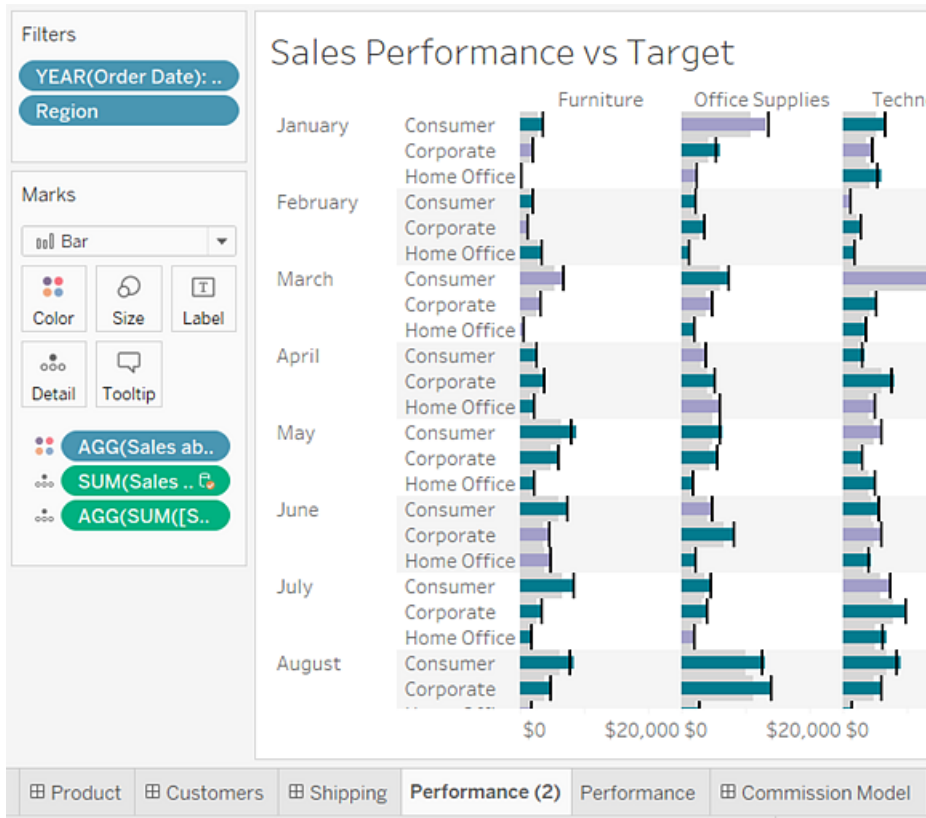 Filters
YEAR(Order Date): ..
Region
Marks
Bar
Color
Size
T
Label
Detail
Tooltip
AGG(Sales ab..
SUM(Sales ..
AGG(SUM([S..
Sales Performance vs Target
Furniture Office Supplies Techn
January Consumer
Corporate
Home Office
February Consumer
Corporate
Home Office
March Consumer
Corporate
Home Office
April Consumer
Corporate
Home Office
May Consumer
Corporate
Home Office
June Consumer
Corporate
Home Office
July Consumer
Corporate
Home Office
August Consumer
Corporate
$0 $20,000 $0 $20,000 $0
Product Customers Shipping Performance (2) Performance Commission Model